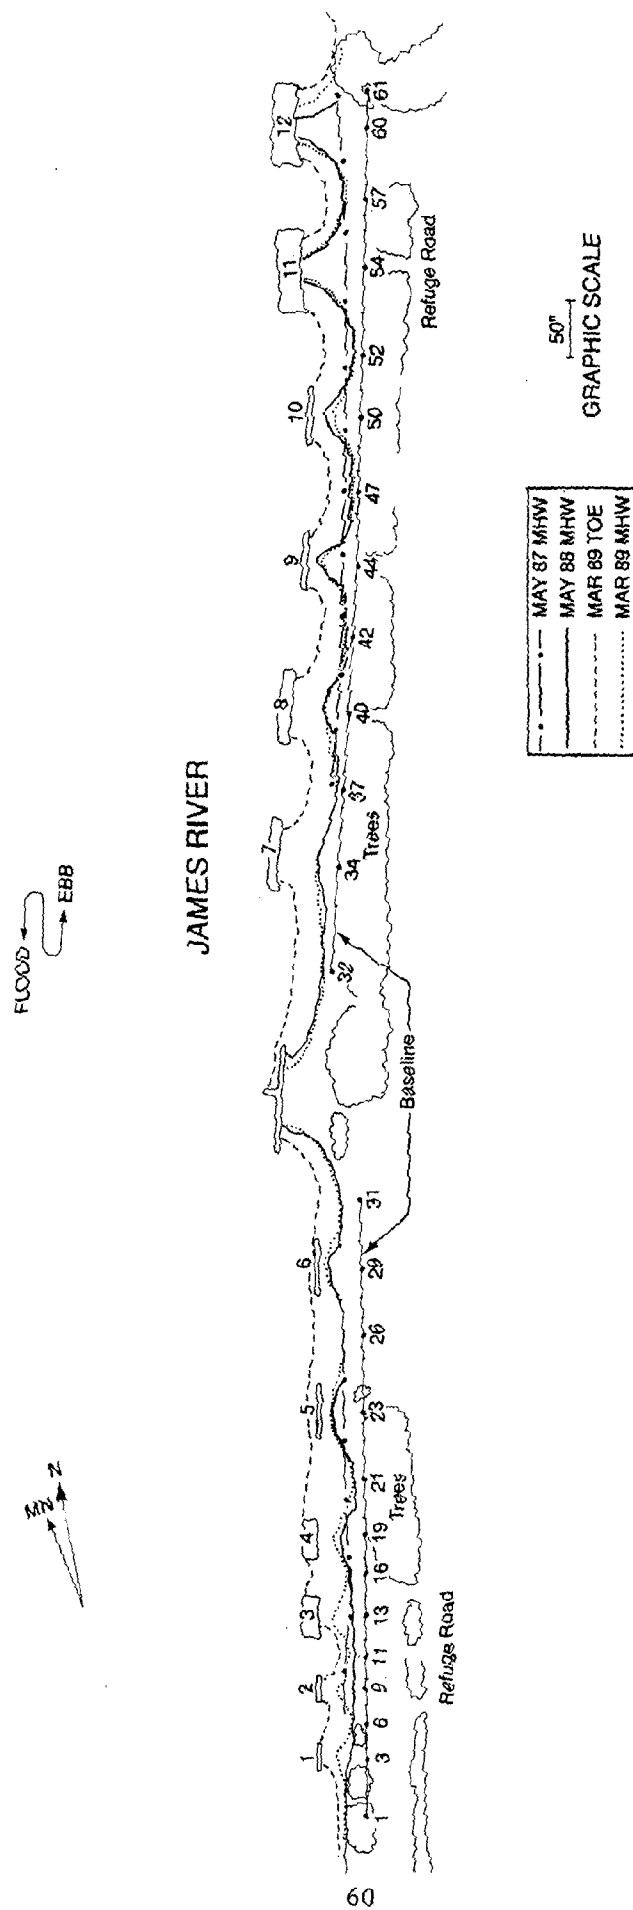 FLOOD
EBB
MN
N
JAMES RIVER
1 2 3 4 5 6 7 8 9 10 11 12
1 3 6 9 11 13 16 19 21 23 26 29 31 32 34 37 40 42 44 47 50 52 54 57 60 61
Trees
Trees
Baseline
Refuge Road
Refuge Road
50"
GRAPHIC SCALE
MAY 87 MHW
MAY 88 MHW
MAR 89 TOE
MAR 89 MHW
60